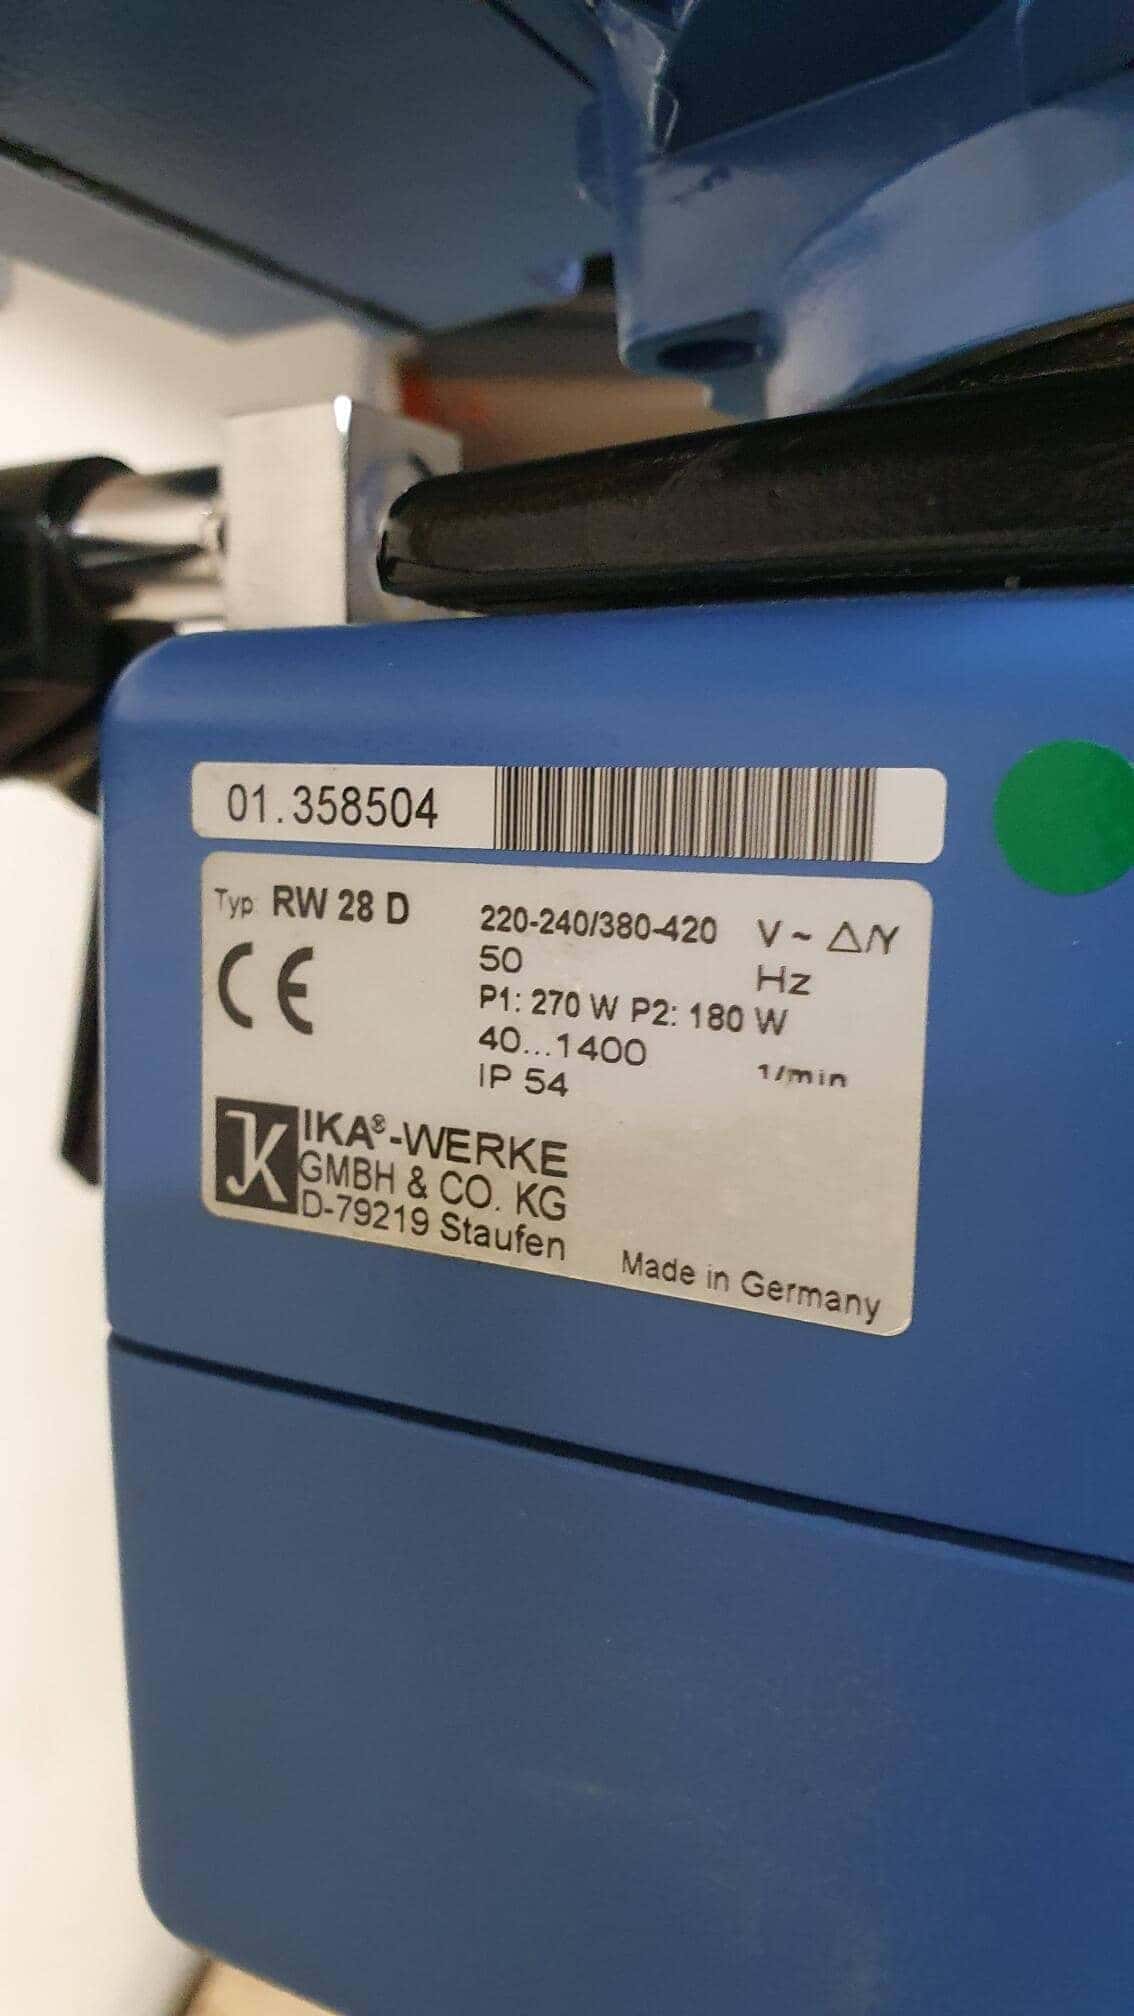 01.358504
Typ: RW 28 D
220-240/380-420 V ~ Δ/Y
50 Hz
P1: 270 W P2: 180 W
40...1400 1/min
IP 54
CE
IKA®-WERKE
GMBH & CO. KG
D-79219 Staufen
Made in Germany